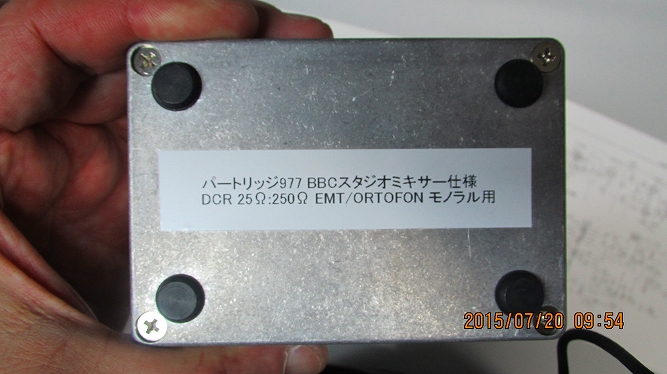 パートリッジ977 BBCスタジオミキサー仕様
DCR 25Ω:250Ω EMT/ORTOFON モノラル用
2015/07/20 09:54